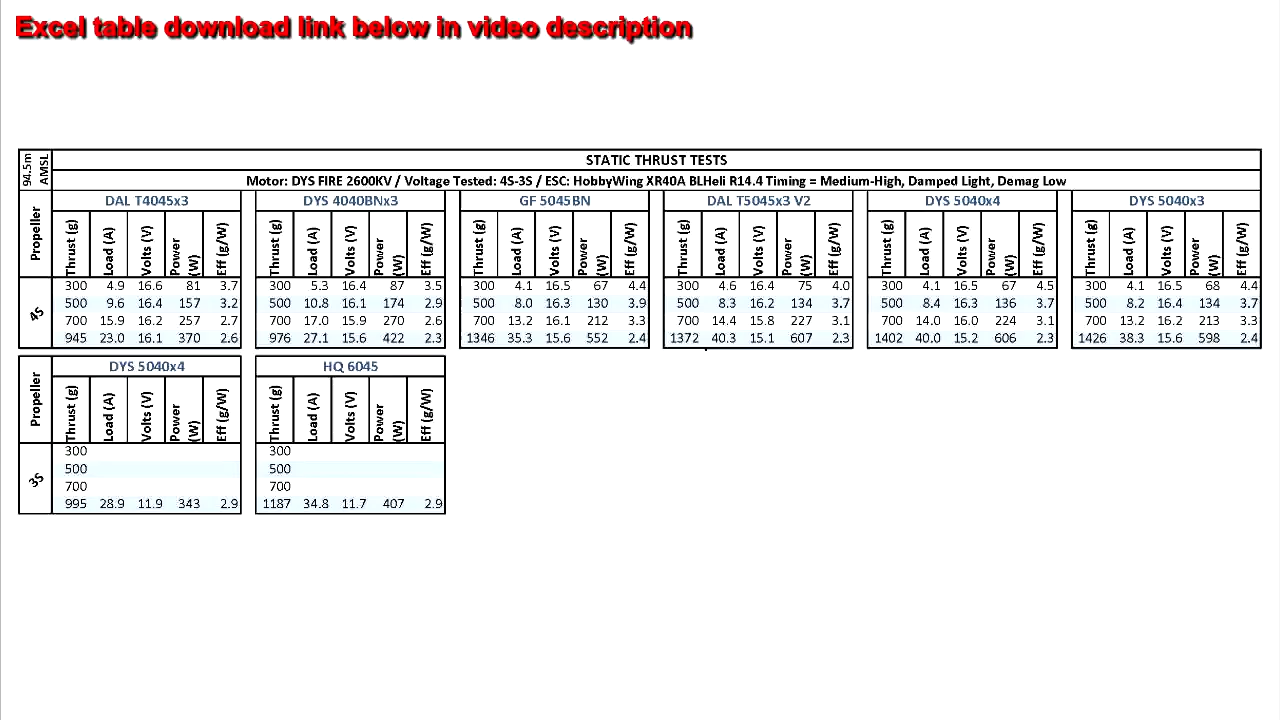 Excel table download link below in video description
94.5m AMSL
STATIC THRUST TESTS
Motor: DYS FIRE 2600KV / Voltage Tested: 4S-3S / ESC: HobbyWing XR40A BLHeli R14.4 Timing = Medium-High, Damped Light, Demag Low
Propeller DAL T4045x3 DYS 4040BNx3 GF 5045BN DAL T5045x3 V2 DYS 5040x4 DYS 5040x3
Thrust (g) Load (A) Volts (V) Power (W) Eff (g/W) Thrust (g) Load (A) Volts (V) Power (W) Eff (g/W) Thrust (g) Load (A) Volts (V) Power (W) Eff (g/W) Thrust (g) Load (A) Volts (V) Power (W) Eff (g/W) Thrust (g) Load (A) Volts (V) Power (W) Eff (g/W) Thrust (g) Load (A) Volts (V) Power (W) Eff (g/W)
4S
300 4.9 16.6 81 3.7 300 5.3 16.4 87 3.5 300 4.1 16.5 67 4.4 300 4.6 16.4 75 4.0 300 4.1 16.5 67 4.5 300 4.1 16.5 68 4.4
500 9.6 16.4 157 3.2 500 10.8 16.1 174 2.9 500 8.0 16.3 130 3.9 500 8.3 16.2 134 3.7 500 8.4 16.3 136 3.7 500 8.2 16.4 134 3.7
700 15.9 16.2 257 2.7 700 17.0 15.9 270 2.6 700 13.2 16.1 212 3.3 700 14.4 15.8 227 3.1 700 14.0 16.0 224 3.1 700 13.2 16.2 213 3.3
945 23.0 16.1 370 2.6 976 27.1 15.6 422 2.3 1346 35.3 15.6 552 2.4 1372 40.3 15.1 607 2.3 1402 40.0 15.2 606 2.3 1426 38.3 15.6 598 2.4
Propeller DYS 5040x4 HQ 6045
Thrust (g) Load (A) Volts (V) Power (W) Eff (g/W) Thrust (g) Load (A) Volts (V) Power (W) Eff (g/W)
3S
300 300
500 500
700 700
995 28.9 11.9 343 2.9 1187 34.8 11.7 407 2.9